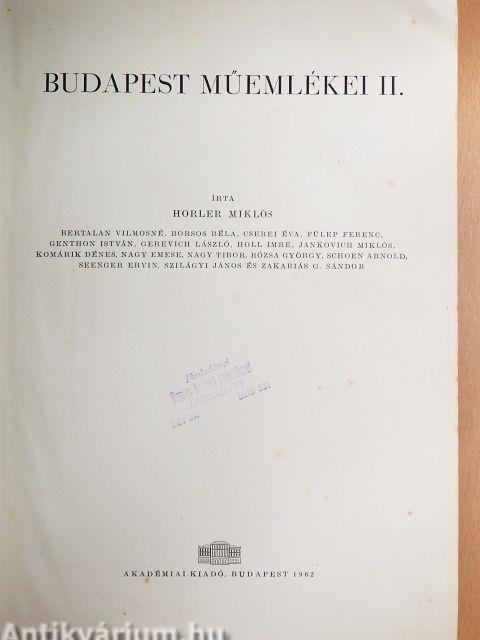 BUDAPEST MŰEMLÉKEI II.
ÍRTA
HORLER MIKLÓS
BERTALAN VILMOSNÉ, BORSOS BÉLA, CSEREI ÉVA, FÜLEP FERENC,
GENTHON ISTVÁN, GEREVICH LÁSZLÓ, HOLL IMRE, JANKOVICH MIKLÓS,
KOMÁRIK DÉNES, NAGY EMESE, NAGY TIBOR, RÓZSA GYÖRGY, SCHOEN ARNOLD,
SEENGER ERVIN, SZILÁGYI JÁNOS ÉS ZAKARIÁS G. SÁNDOR
AKADÉMIAI KIADÓ, BUDAPEST 1962
Antikvárium.hu